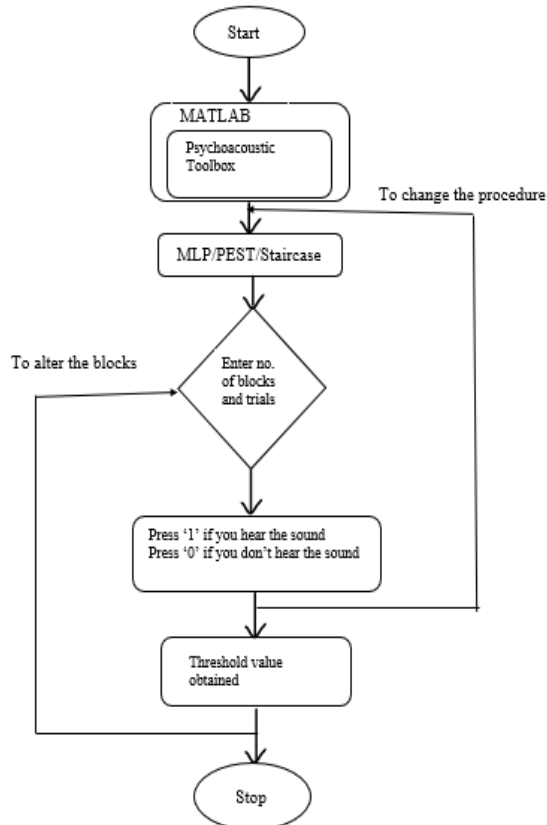 Start
MATLAB
Psychoacoustic
Toolbox
To change the procedure
MLP/PEST/Staircase
To alter the blocks
Enter no.
of blocks
and trials
Press ‘1’ if you hear the sound
Press ‘0’ if you don’t hear the sound
Threshold value
obtained
Stop